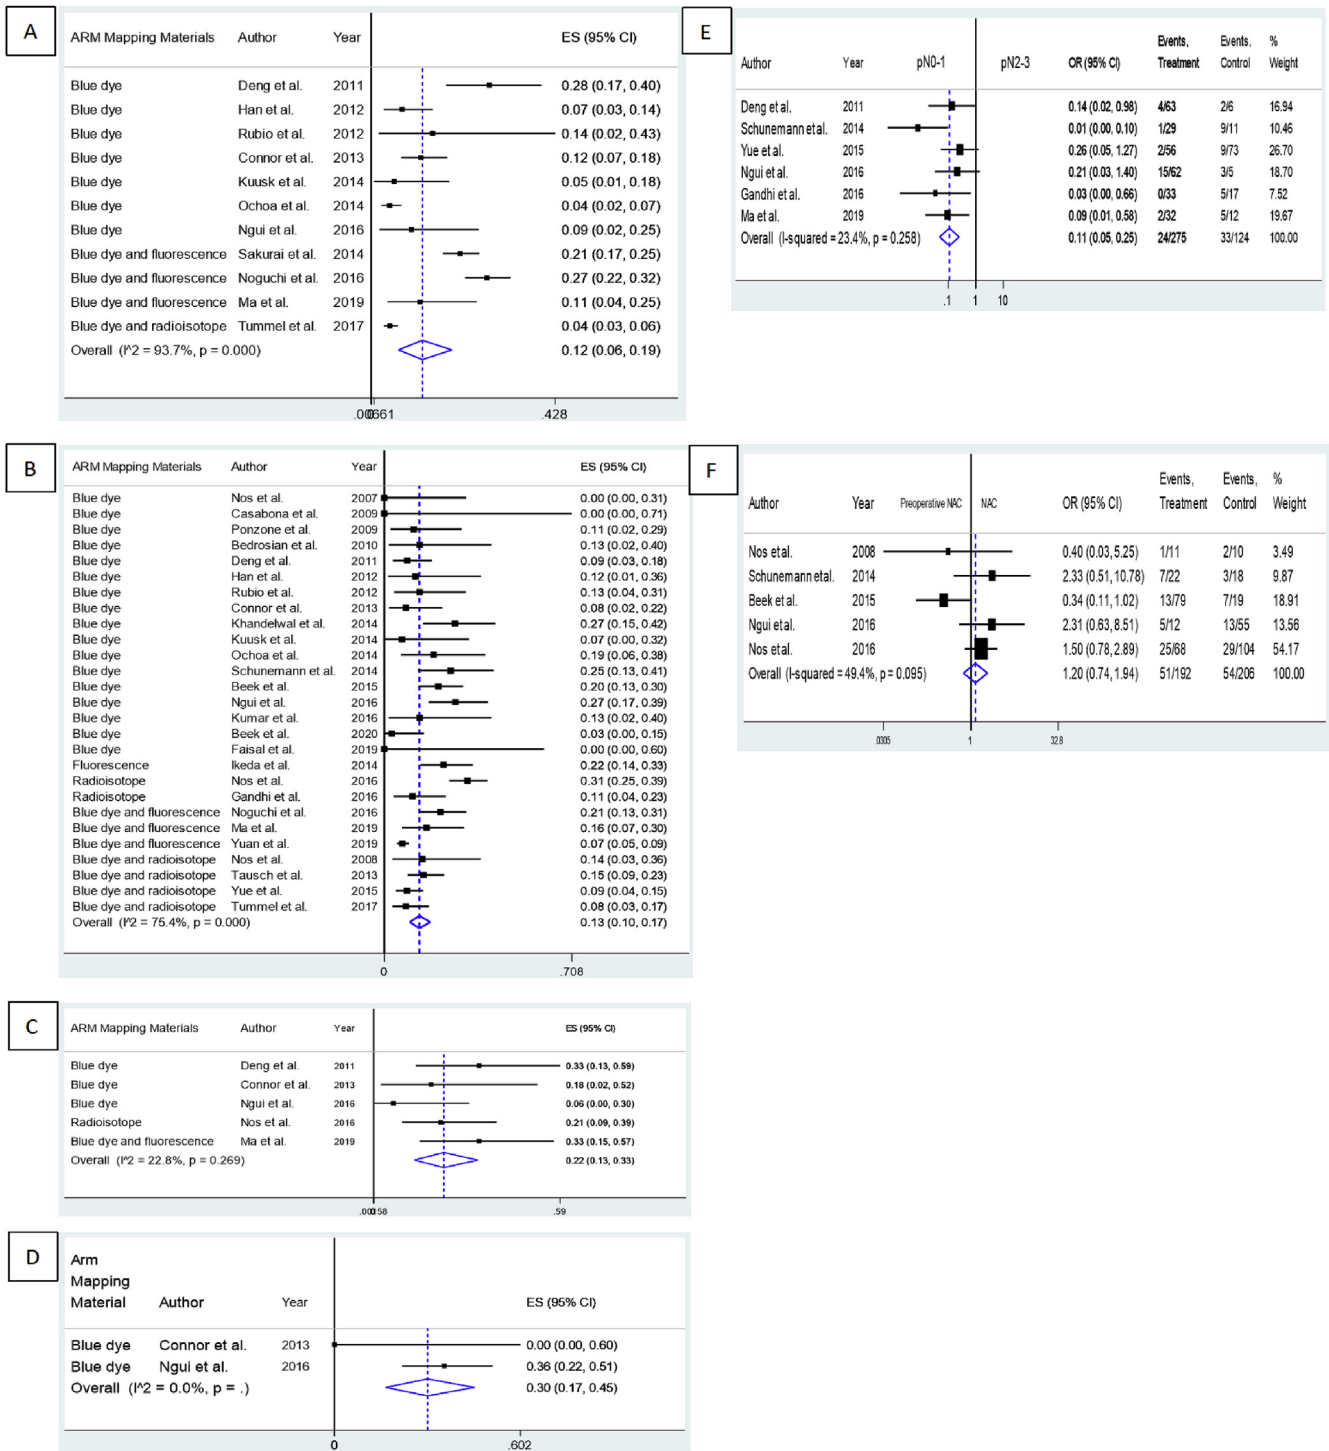 A
ARM Mapping Materials Author Year ES (95% CI)
Blue dye Deng et al. 2011 0.28 (0.17, 0.40)
Blue dye Han et al. 2012 0.07 (0.03, 0.14)
Blue dye Rubio et al. 2012 0.14 (0.02, 0.43)
Blue dye Connor et al. 2013 0.12 (0.07, 0.18)
Blue dye Kuusk et al. 2014 0.05 (0.01, 0.18)
Blue dye Ochoa et al. 2014 0.04 (0.02, 0.07)
Blue dye Ngui et al. 2016 0.09 (0.02, 0.25)
Blue dye and fluorescence Sakurai et al. 2014 0.21 (0.17, 0.25)
Blue dye and fluorescence Noguchi et al. 2016 0.27 (0.22, 0.32)
Blue dye and fluorescence Ma et al. 2019 0.11 (0.04, 0.25)
Blue dye and radioisotope Tummel et al. 2017 0.04 (0.03, 0.06)
Overall (I^2 = 93.7%, p = 0.000) 0.12 (0.06, 0.19)
.428
B
ARM Mapping Materials Author Year ES (95% CI)
Blue dye Nos et al. 2007 0.00 (0.00, 0.31)
Blue dye Casabona et al. 2009 0.00 (0.00, 0.71)
Blue dye Ponzone et al. 2009 0.11 (0.02, 0.29)
Blue dye Bedrosian et al. 2010 0.13 (0.02, 0.40)
Blue dye Deng et al. 2011 0.09 (0.03, 0.18)
Blue dye Han et al. 2012 0.12 (0.01, 0.36)
Blue dye Rubio et al. 2012 0.13 (0.04, 0.31)
Blue dye Connor et al. 2013 0.08 (0.02, 0.22)
Blue dye Khandelwal et al. 2014 0.27 (0.15, 0.42)
Blue dye Kuusk et al. 2014 0.07 (0.00, 0.32)
Blue dye Ochoa et al. 2014 0.19 (0.06, 0.38)
Blue dye Schunemann et al. 2014 0.25 (0.13, 0.41)
Blue dye Beek et al. 2015 0.20 (0.13, 0.30)
Blue dye Ngui et al. 2016 0.27 (0.17, 0.39)
Blue dye Kumar et al. 2016 0.13 (0.02, 0.40)
Blue dye Beek et al. 2020 0.03 (0.00, 0.15)
Blue dye Faisal et al. 2019 0.00 (0.00, 0.60)
Fluorescence Ikeda et al. 2014 0.22 (0.14, 0.33)
Radioisotope Nos et al. 2016 0.31 (0.25, 0.39)
Radioisotope Gandhi et al. 2016 0.11 (0.04, 0.23)
Blue dye and fluorescence Noguchi et al. 2016 0.21 (0.13, 0.31)
Blue dye and fluorescence Ma et al. 2019 0.16 (0.07, 0.30)
Blue dye and fluorescence Yuan et al. 2019 0.07 (0.05, 0.09)
Blue dye and radioisotope Nos et al. 2008 0.14 (0.03, 0.36)
Blue dye and radioisotope Tausch et al. 2013 0.15 (0.09, 0.23)
Blue dye and radioisotope Yue et al. 2015 0.09 (0.04, 0.15)
Blue dye and radioisotope Tummel et al. 2017 0.08 (0.03, 0.17)
Overall (I^2 = 75.4%, p = 0.000) 0.13 (0.10, 0.17)
0 .708
C
ARM Mapping Materials Author Year ES (95% CI)
Blue dye Deng et al. 2011 0.33 (0.13, 0.59)
Blue dye Connor et al. 2013 0.18 (0.02, 0.52)
Blue dye Ngui et al. 2016 0.06 (0.00, 0.30)
Radioisotope Nos et al. 2016 0.21 (0.09, 0.39)
Blue dye and fluorescence Ma et al. 2019 0.33 (0.15, 0.57)
Overall (I^2 = 22.8%, p = 0.269) 0.22 (0.13, 0.33)
.59
D
Arm
Mapping
Material Author Year ES (95% CI)
Blue dye Connor et al. 2013 0.00 (0.00, 0.60)
Blue dye Ngui et al. 2016 0.36 (0.22, 0.51)
Overall (I^2 = 0.0%, p = .) 0.30 (0.17, 0.45)
0 .602
E
Events, Events, %
Author Year pN0-1 pN2-3 OR (95% CI) Treatment Control Weight
Deng et al. 2011 0.14 (0.02, 0.98) 4/63 2/6 16.94
Schunemann et al. 2014 0.01 (0.00, 0.10) 1/29 9/11 10.46
Yue et al. 2015 0.26 (0.05, 1.27) 2/56 9/73 26.70
Ngui et al. 2016 0.21 (0.03, 1.40) 15/62 3/5 18.70
Gandhi et al. 2016 0.03 (0.00, 0.66) 0/33 5/17 7.52
Ma et al. 2019 0.09 (0.01, 0.58) 2/32 5/12 19.67
Overall (I-squared = 23.4%, p = 0.258) 0.11 (0.05, 0.25) 24/275 33/124 100.00
.1 1 10
F
Events, Events, %
Author Year Preoperative NAC NAC OR (95% CI) Treatment Control Weight
Nos et al. 2008 0.40 (0.03, 5.25) 1/11 2/10 3.49
Schunemann et al. 2014 2.33 (0.51, 10.78) 7/22 3/18 9.87
Beek et al. 2015 0.34 (0.11, 1.02) 13/79 7/19 18.91
Ngui et al. 2016 2.31 (0.63, 8.51) 5/12 13/55 13.56
Nos et al. 2016 1.50 (0.78, 2.89) 25/68 29/104 54.17
Overall (I-squared = 49.4%, p = 0.095) 1.20 (0.74, 1.94) 51/192 54/206 100.00
.0305 1 32.8